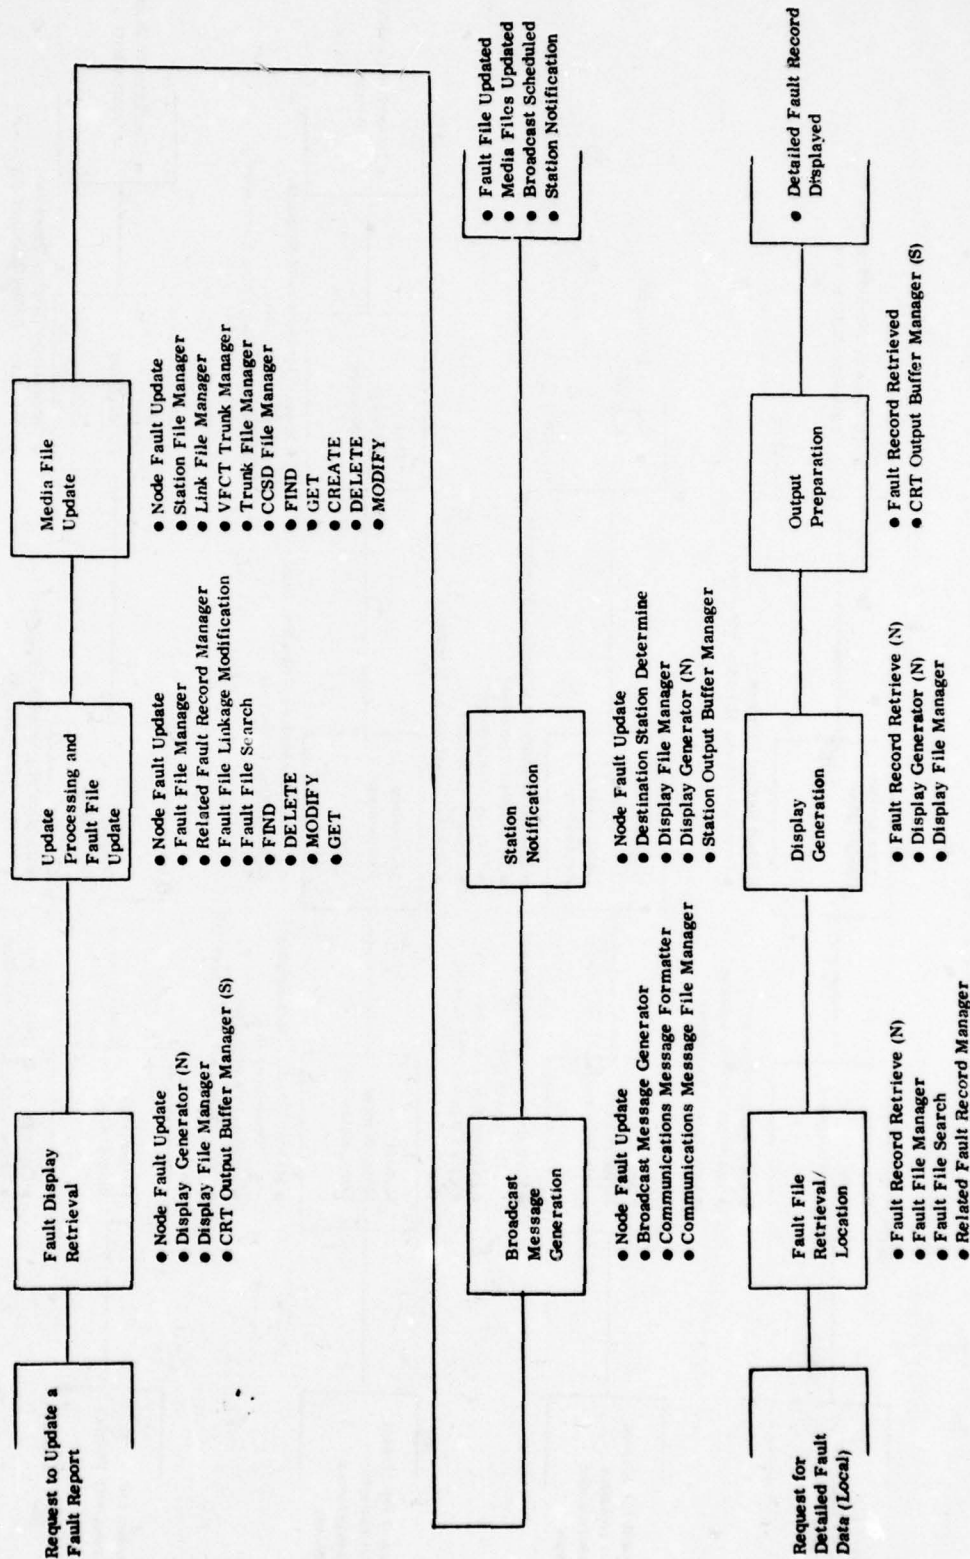 Request to Update a
Fault Report
Fault Display
Retrieval
● Node Fault Update
● Display Generator (N)
● Display File Manager
● CRT Output Buffer Manager (S)
Update
Processing and
Fault File
Update
● Node Fault Update
● Fault File Manager
● Related Fault Record Manager
● Fault File Linkage Modification
● Fault File Search
● FIND
● DELETE
● MODIFY
● GET
Media File
Update
● Node Fault Update
● Station File Manager
● Link File Manager
● VFCT Trunk Manager
● Trunk File Manager
● CCSD File Manager
● FIND
● GET
● CREATE
● DELETE
● MODIFY
Broadcast
Message
Generation
● Node Fault Update
● Broadcast Message Generator
● Communications Message Formatter
● Communications Message File Manager
Station
Notification
● Node Fault Update
● Destination Station Determine
● Display File Manager
● Display Generator (N)
● Station Output Buffer Manager
● Fault File Updated
● Media Files Updated
● Broadcast Scheduled
● Station Notification
Request for
Detailed Fault
Data (Local)
Fault File
Retrieval/
Location
● Fault Record Retrieve (N)
● Fault File Manager
● Fault File Search
● Related Fault Record Manager
Display
Generation
● Fault Record Retrieve (N)
● Display Generator (N)
● Display File Manager
Output
Preparation
● Fault Record Retrieved
● CRT Output Buffer Manager (S)
● Detailed Fault Record
Displayed